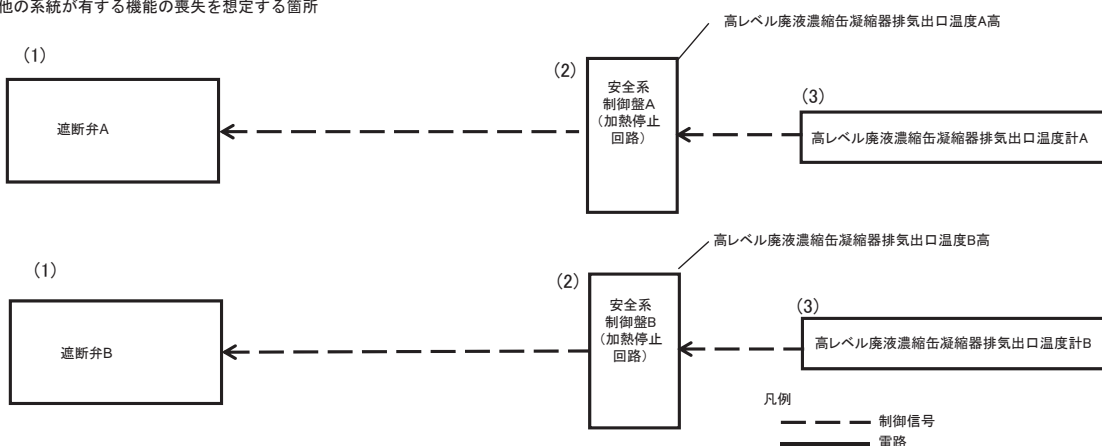 他の系統が有する機能の喪失を想定する箇所
高レベル廃液濃縮缶凝縮器排気出口温度A高
(1)
(2)
(3)
遮断弁A
安全系
制御盤A
(加熱停止
回路)
高レベル廃液濃縮缶凝縮器排気出口温度計A
高レベル廃液濃縮缶凝縮器排気出口温度B高
(1)
(2)
(3)
遮断弁B
安全系
制御盤B
(加熱停止
回路)
高レベル廃液濃縮缶凝縮器排気出口温度計B
凡例
制御信号
電路